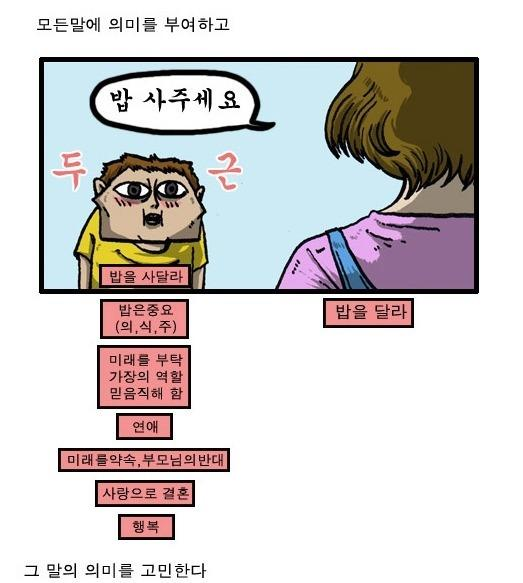 모든말에 의미를 부여하고
밥 사주세요
두 근
밥을 사달라
밥은중요
(의,식,주)
미래를 부탁
가장의 역할
믿음직해 함
연애
미래를약속,부모님의반대
사랑으로 결혼
행복
밥을 달라
그 말의 의미를 고민한다